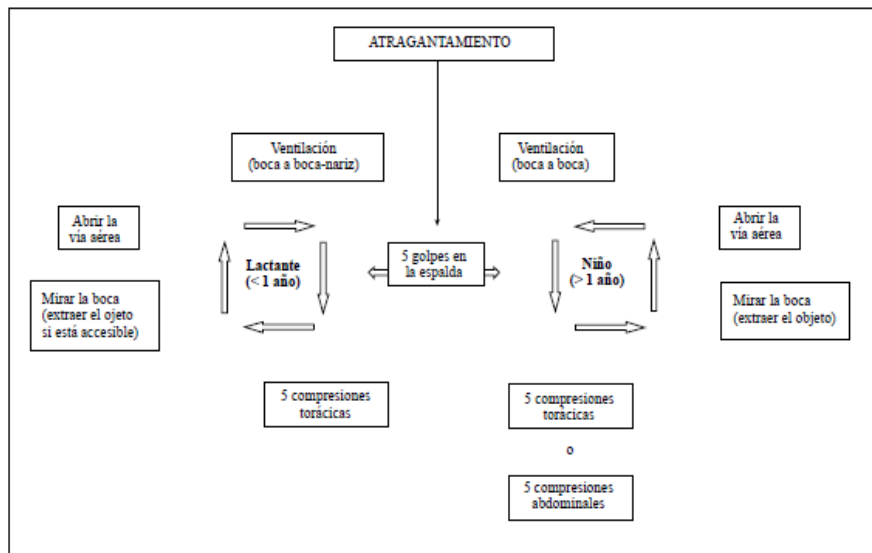 ATRAGANTAMIENTO
Ventilación
(boca a boca-nariz)
Ventilación
(boca a boca)
Abrir la
vía aérea
Abrir la
vía aérea
5 golpes en
la espalda
Lactante
(< 1 año)
Niño
(> 1 año)
Mirar la boca
(extraer el ojeto
si está accesible)
Mirar la boca
(extraer el objeto)
5 compresiones
torácicas
5 compresiones
torácicas
o
5 compresiones
abdominales